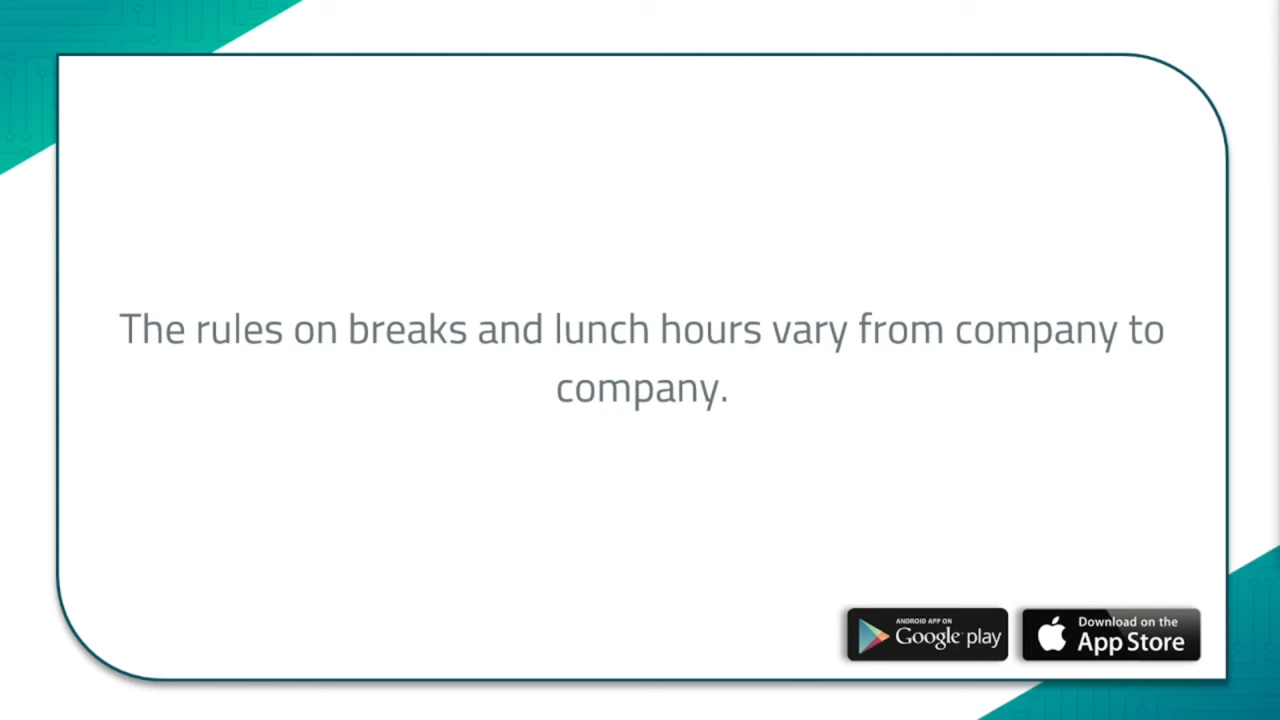 The rules on breaks and lunch hours vary from company to
company.
ANDROID APP ON
Google play
Download on the
App Store